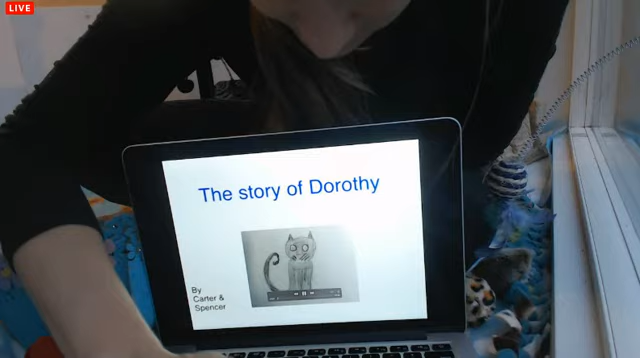 LIVE
The story of Dorothy
By
Carter &
Spencer